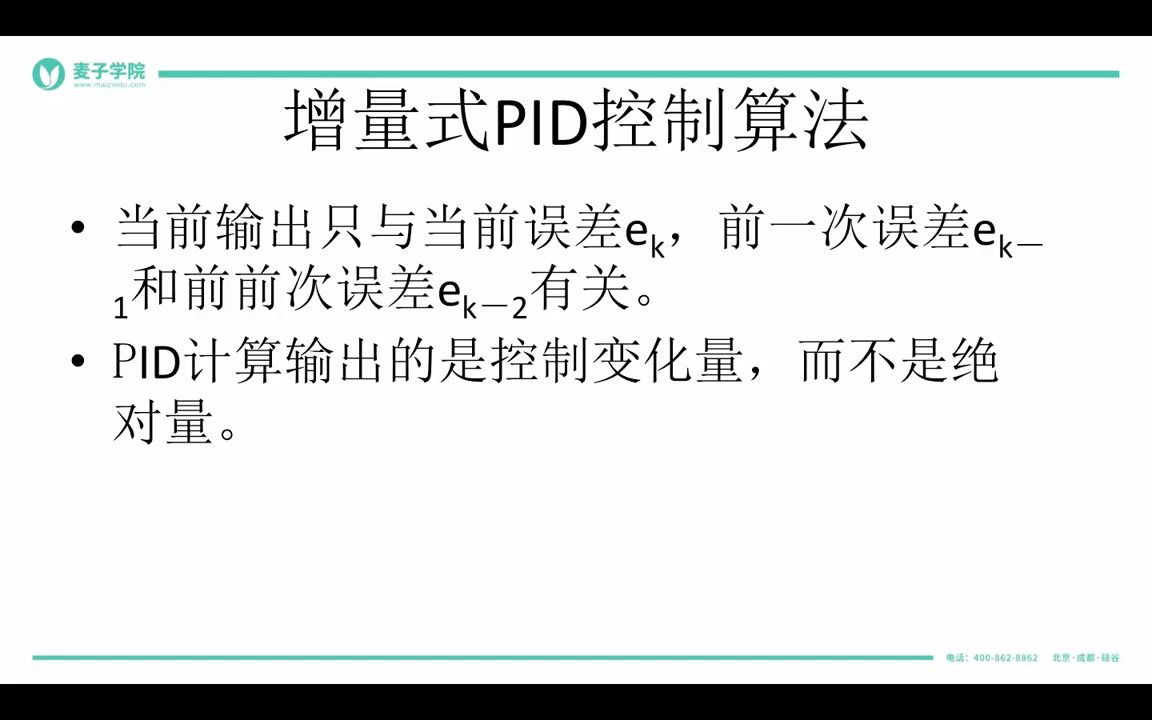 麦子学院
www.maiziedu.com
增量式PID控制算法
• 当前输出只与当前误差ek，前一次误差ek—
1和前前次误差ek—2有关。
• PID计算输出的是控制变化量，而不是绝
对量。
电话：400-862-8862 北京·成都·硅谷